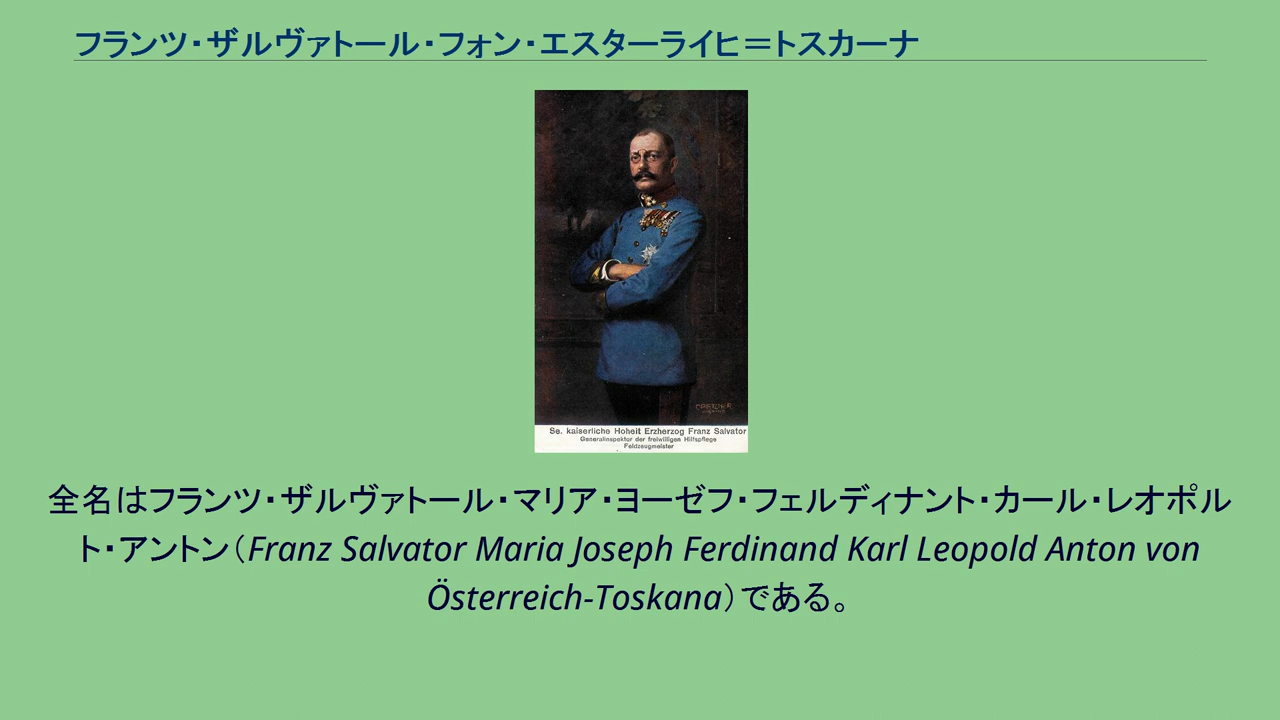 フランツ・ザルヴァトール・フォン・エスターライヒ＝トスカーナ
Se. kaiserliche Hoheit Erzherzog Franz Salvator
Generalinspektor der freiwilligen Hilfspflege
Feldzeugmeister
全名はフランツ・ザルヴァトール・マリア・ヨーゼフ・フェルディナント・カール・レオポル
ト・アントン（Franz Salvator Maria Joseph Ferdinand Karl Leopold Anton von
Österreich-Toskana）である。